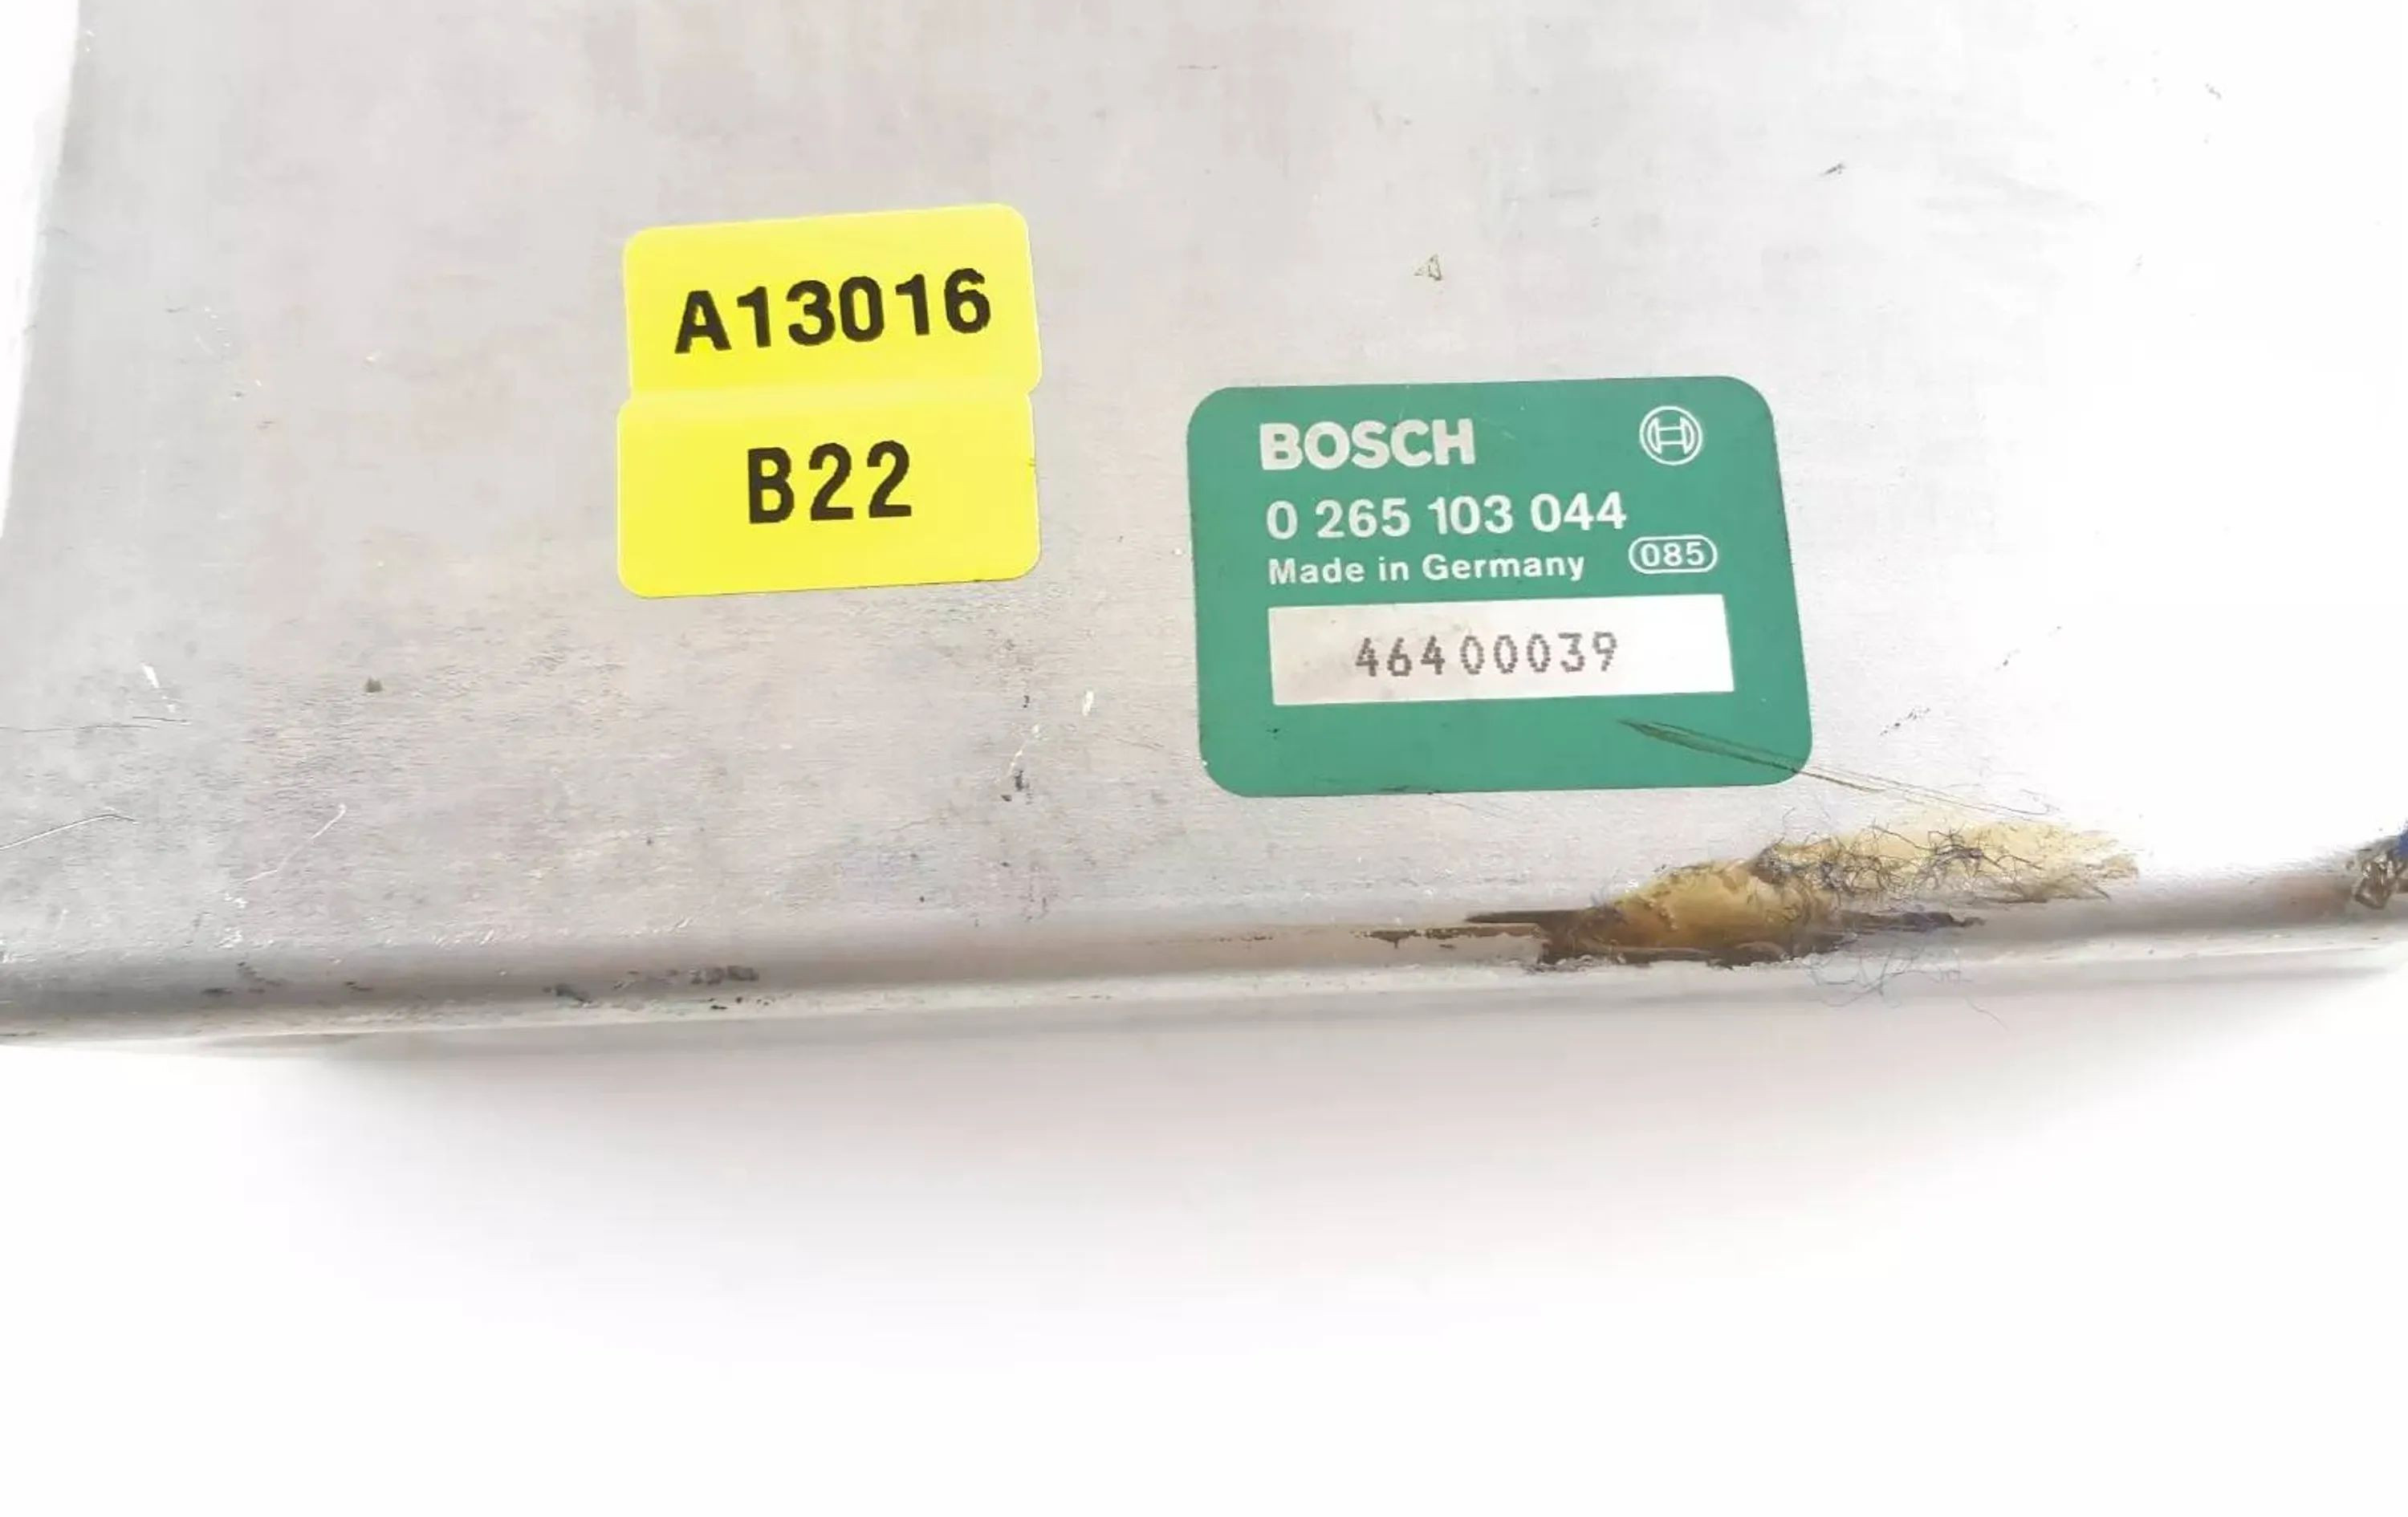 A13016
B22
BOSCH
0 265 103 044
Made in Germany 085
46400039